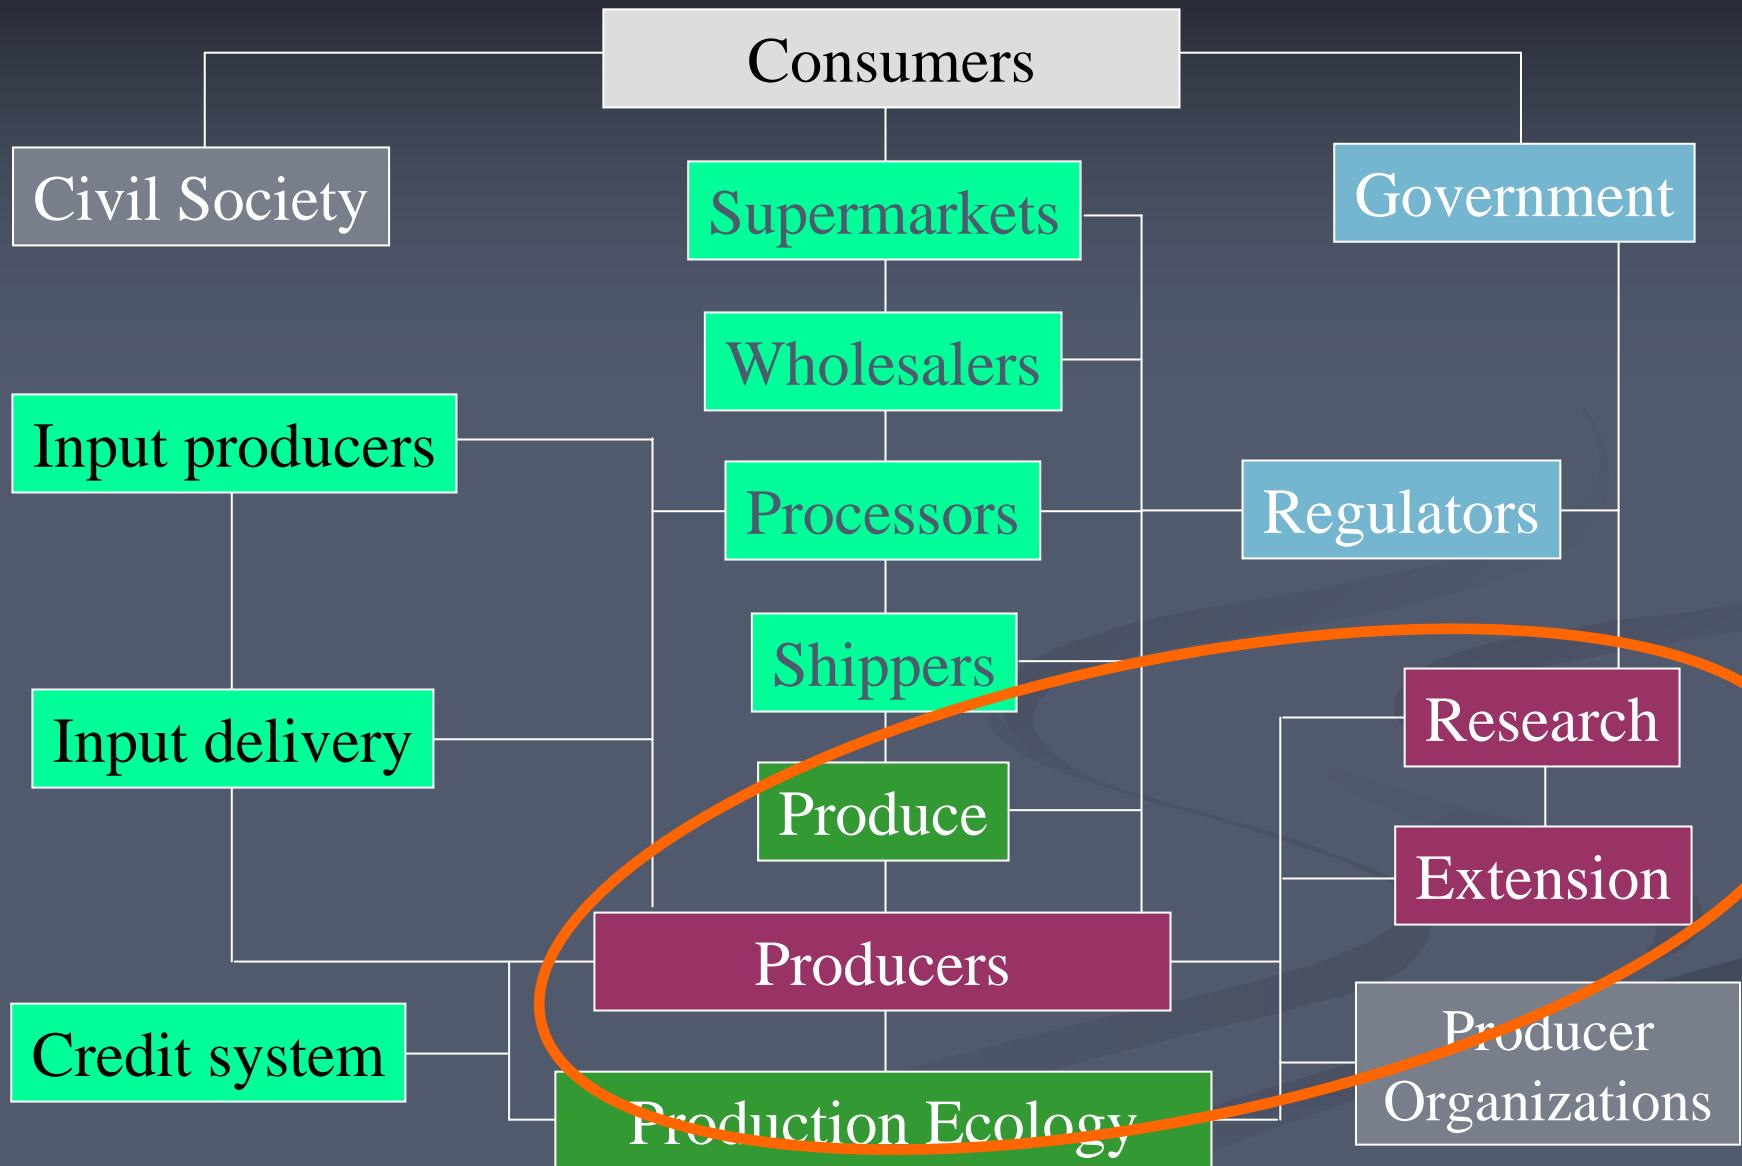 Consumers
Civil Society
Supermarkets
Government
Wholesalers
Input producers
Processors
Regulators
Shippers
Input delivery
Research
Produce
Extension
Producers
Credit system
Producer
Organizations
Production Ecology